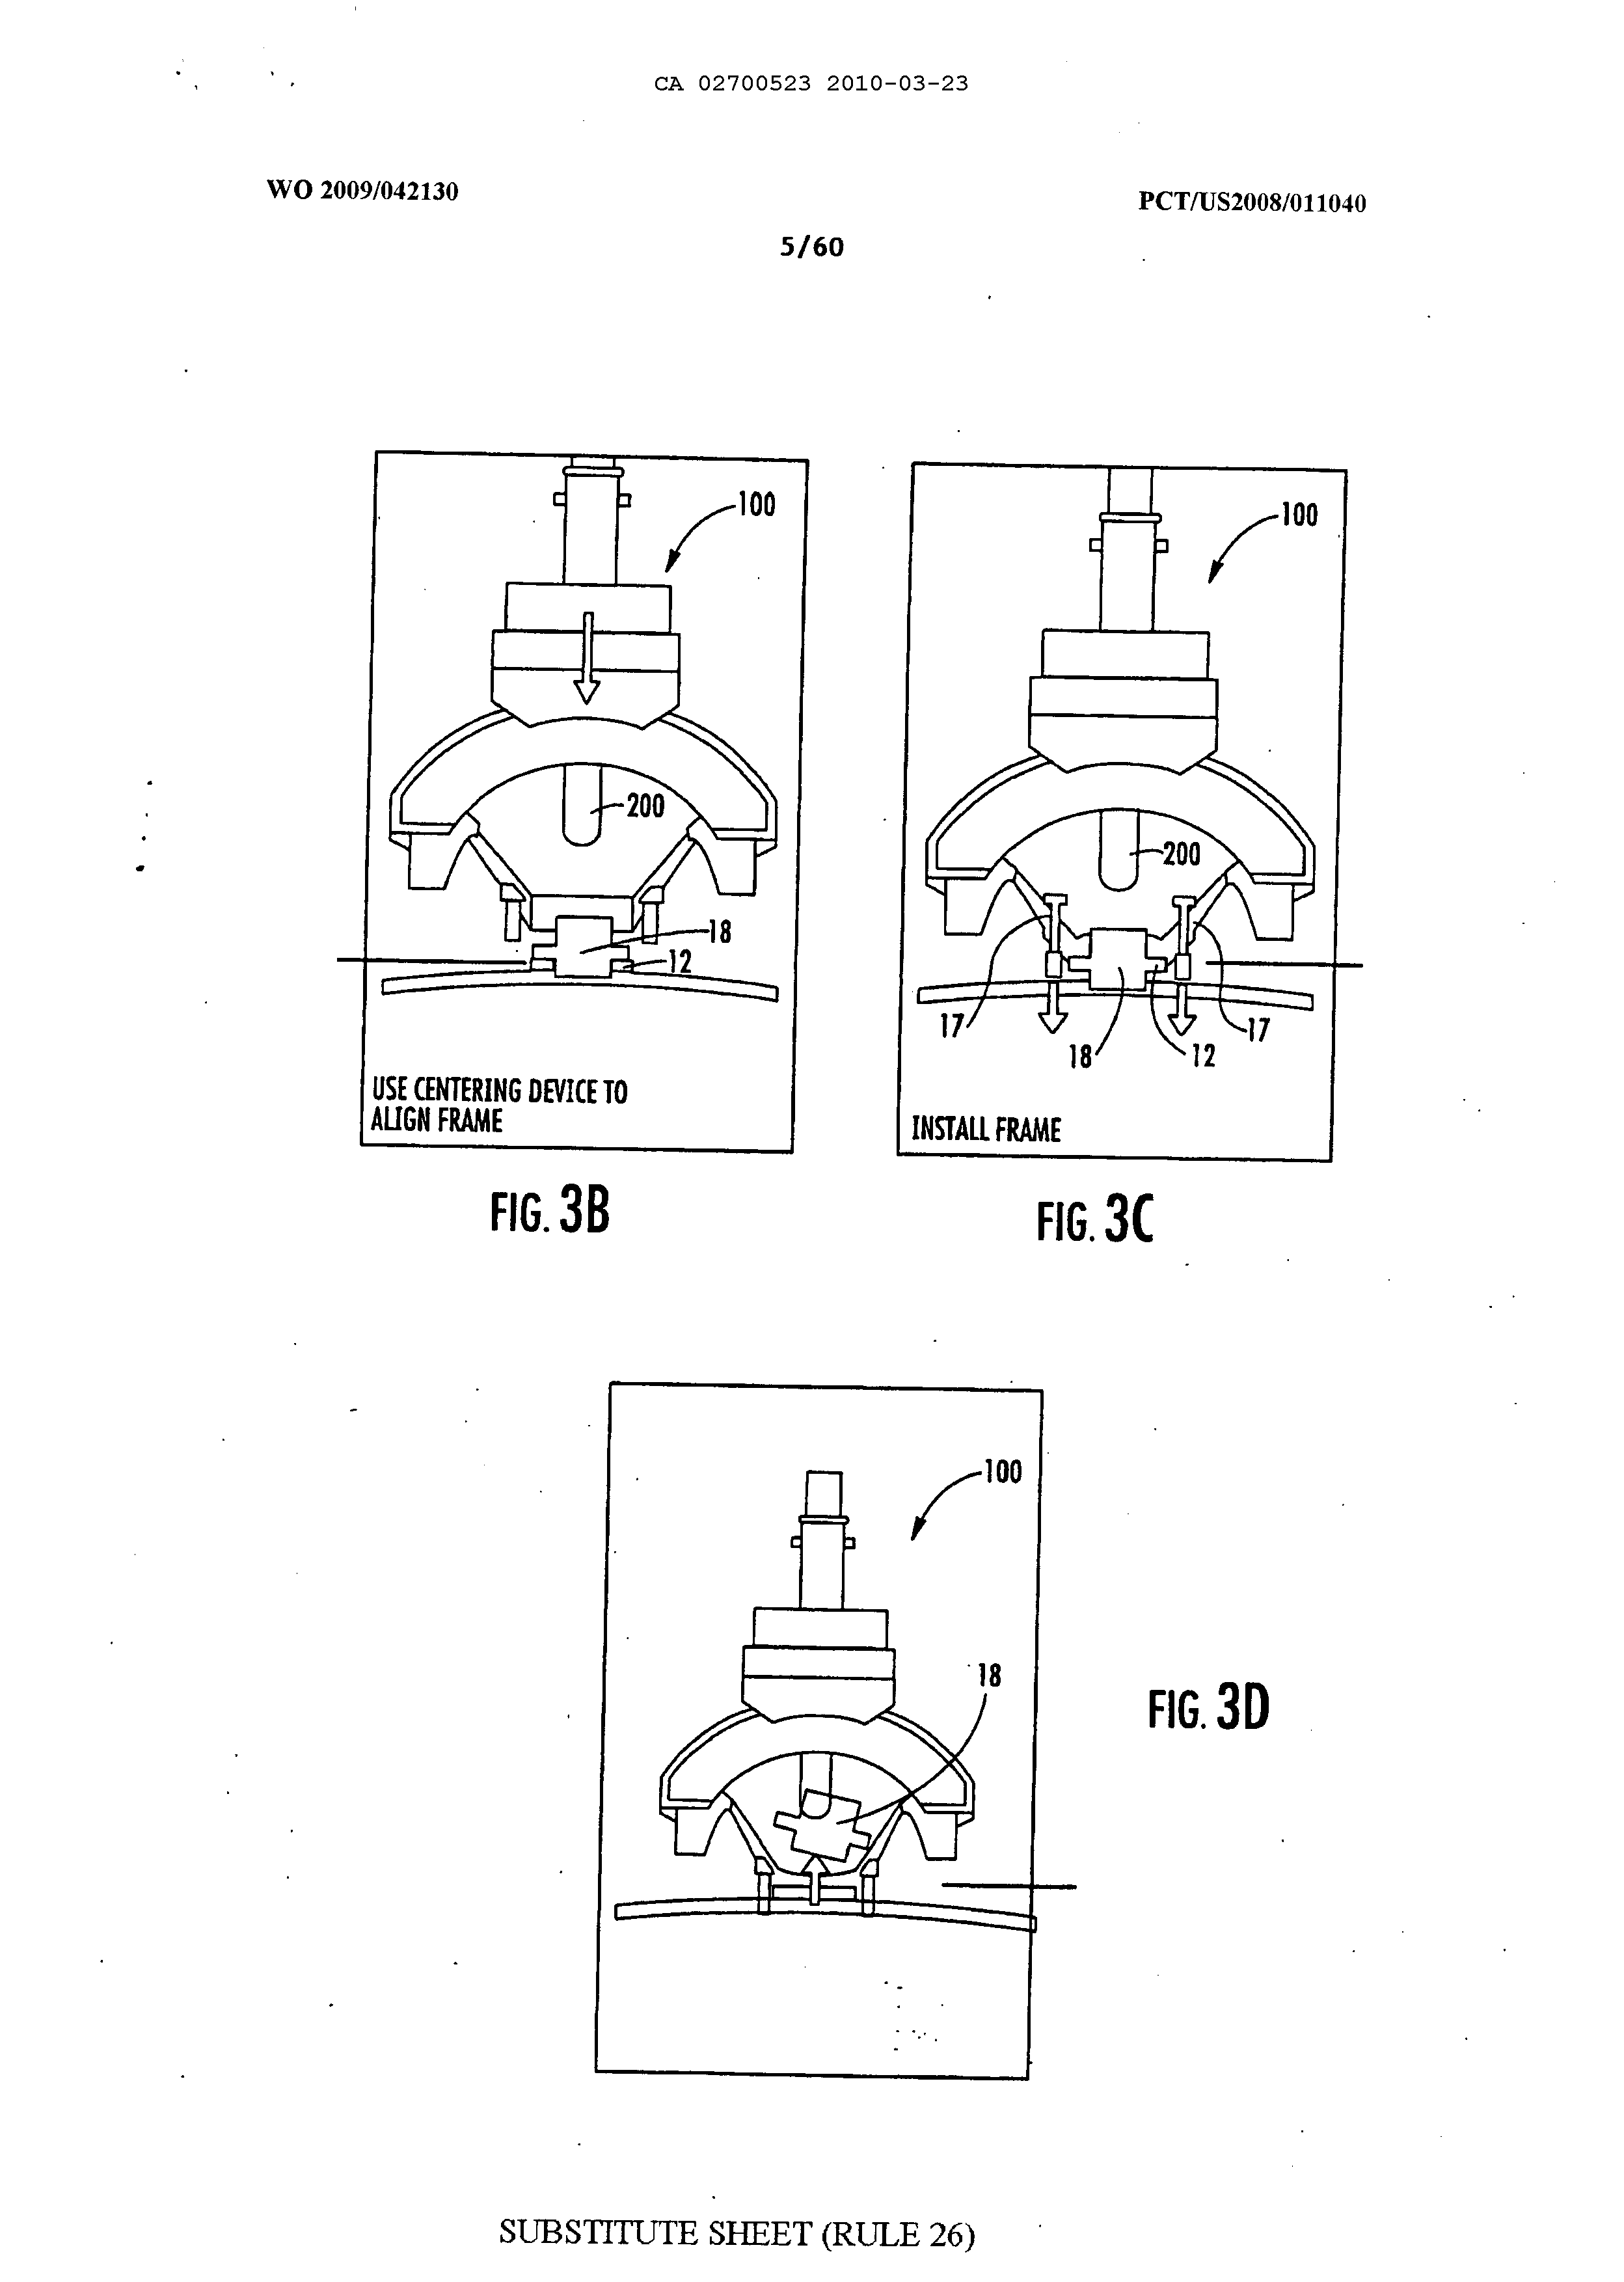 CA 02700523 2010-03-23
WO 2009/042130
PCT/US2008/011040
5/60
100
200
18
12
USE CENTERING DEVICE TO
ALIGN FRAME
FIG. 3B
100
200
17
18
12
17
INSTALL FRAME
FIG. 3C
100
18
FIG. 3D
SUBSTITUTE SHEET (RULE 26)